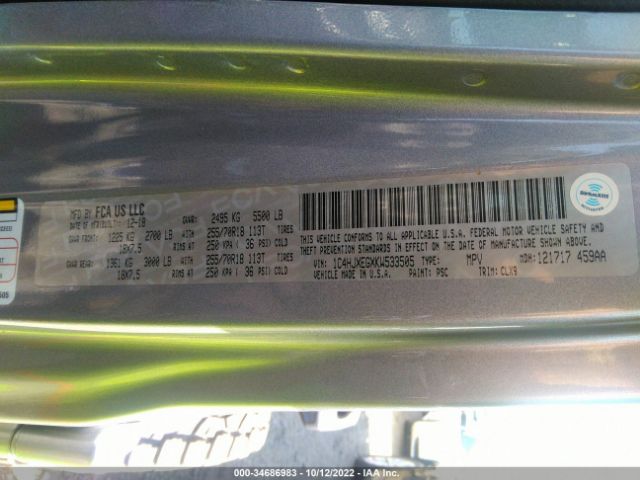 MFD BY FCA US LLC
DATE OF MFR 12-18 GVWR: 2495 KG 5500 LB
GAWR FRONT: 1225 KG 2700 LB WITH 255/70R18 113T TIRES
18X7.5 RIMS AT 250 KPA ( 36 PSI) COLD
GAWR 1361 KG 3000 LB WITH 255/70R18 113T TIRES
18X7.5 RIMS AT 250 KPA ( 36 PSI) COLD
THIS VEHICLE CONFORMS TO ALL APPLICABLE U.S.A. FEDERAL MOTOR VEHICLE SAFETY AND
THEFT PREVENTION STANDARDS IN EFFECT ON THE DATE OF MANUFACTURE SHOWN ABOVE.
VIN: 1C4HJXEGXKW533505 TYPE: MPV MDH: 121717 459AA
VEHICLE MADE IN U.S.A. PAINT: PSC TRIM: CLX9
SiriusXM
EXCEED
505
000-34686983 - 10/12/2022 - IAA Inc.